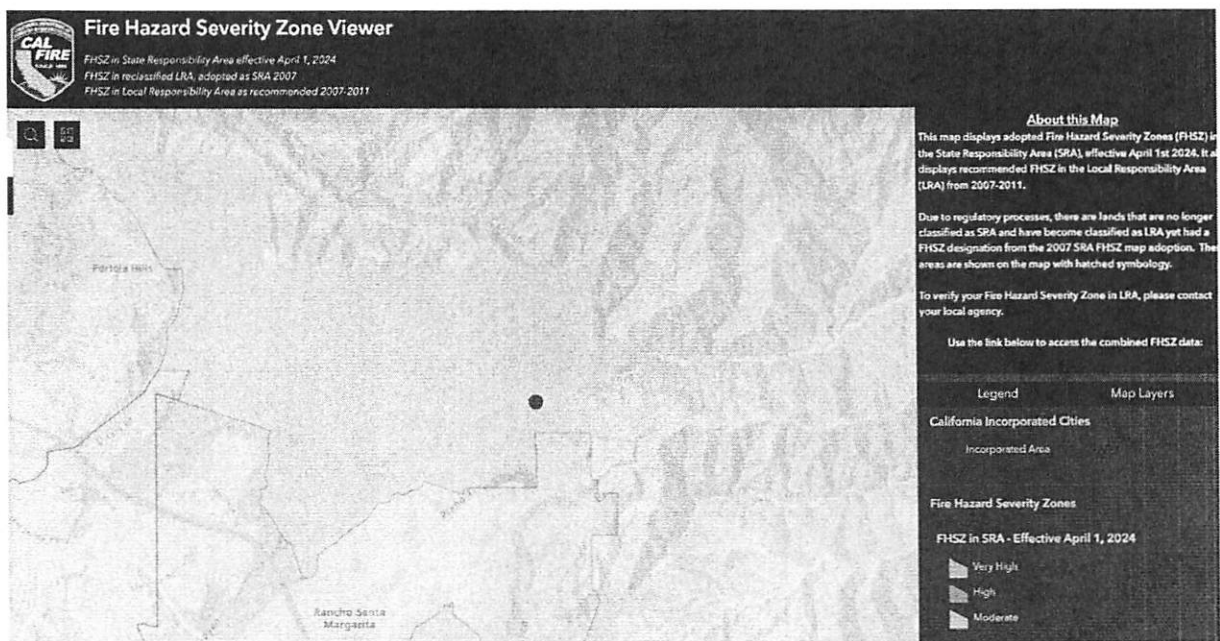 CAL
FIRE
SINCE 1885
Fire Hazard Severity Zone Viewer
FHSZ in State Responsibility Area effective April 1, 2024
FHSZ in reclassified LRA, adopted as SRA 2007
FHSZ in Local Responsibility Area as recommended 2007-2011
Portola Hills
Rancho Santa
Margarita
About this Map
This map displays adopted Fire Hazard Severity Zones (FHSZ) in
the State Responsibility Area (SRA), effective April 1st 2024. It al
displays recommended FHSZ in the Local Responsibility Area
(LRA) from 2007-2011.
Due to regulatory processes, there are lands that are no longer
classified as SRA and have become classified as LRA yet had a
FHSZ designation from the 2007 SRA FHSZ map adoption. The
areas are shown on the map with hatched symbology.
To verify your Fire Hazard Severity Zone in LRA, please contact
your local agency.
Use the link below to access the combined FHSZ data:
Legend Map Layers
California Incorporated Cities
Incorporated Area
Fire Hazard Severity Zones
FHSZ in SRA - Effective April 1, 2024
Very High
High
Moderate